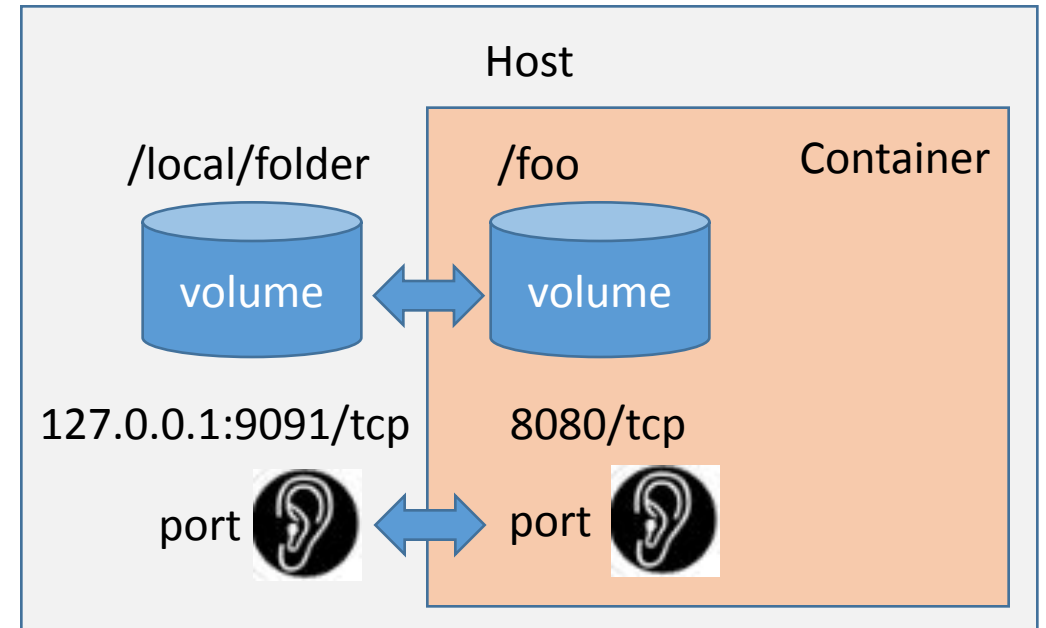 Host
/local/folder
/foo
Container
volume
volume
127.0.0.1:9091/tcp
8080/tcp
port
port